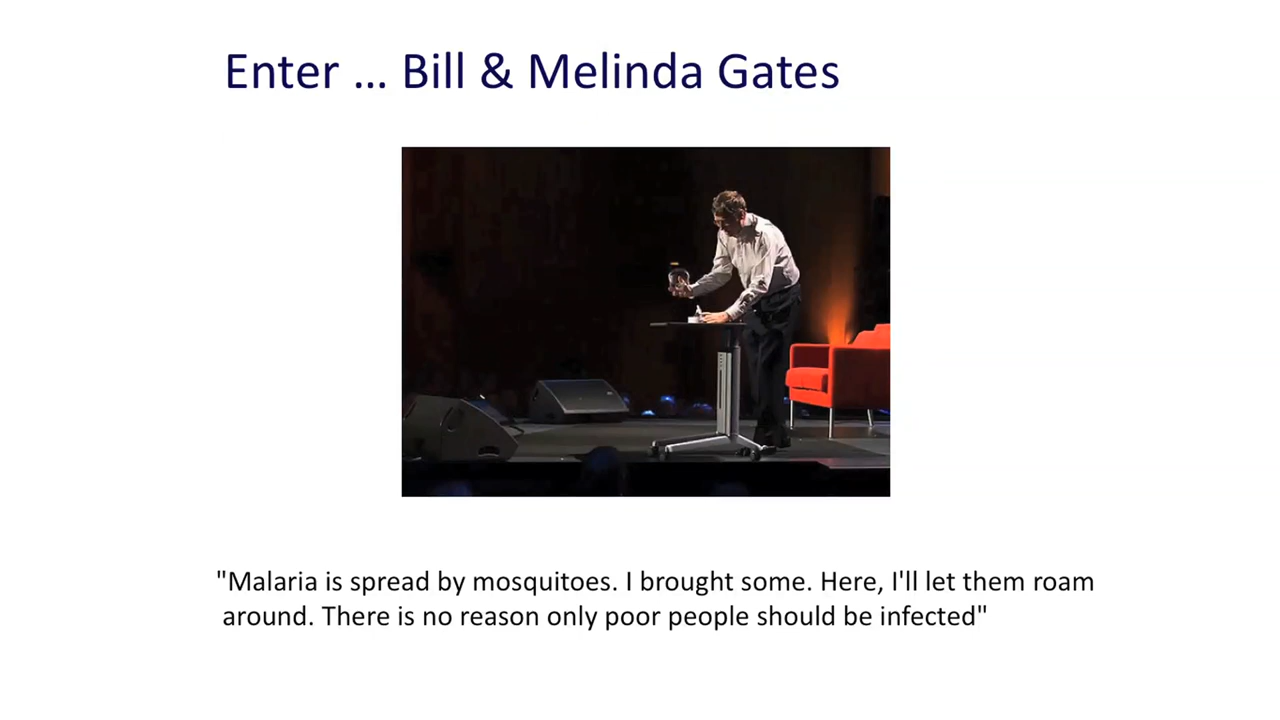 Enter ... Bill & Melinda Gates
"Malaria is spread by mosquitoes. I brought some. Here, I'll let them roam
around. There is no reason only poor people should be infected"